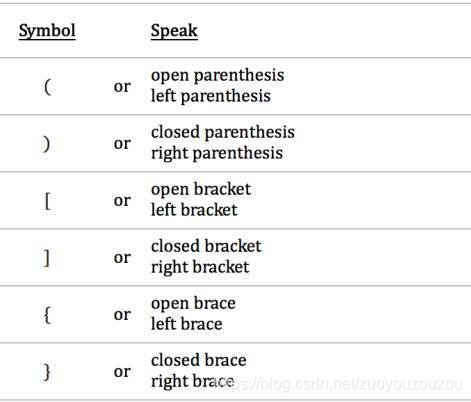 Symbol Speak
( or open parenthesis
left parenthesis
) or closed parenthesis
right parenthesis
[ or open bracket
left bracket
] or closed bracket
right bracket
{ or open brace
left brace
} or closed brace
right brace
https://blog.csdn.net/zuoyouzouzou